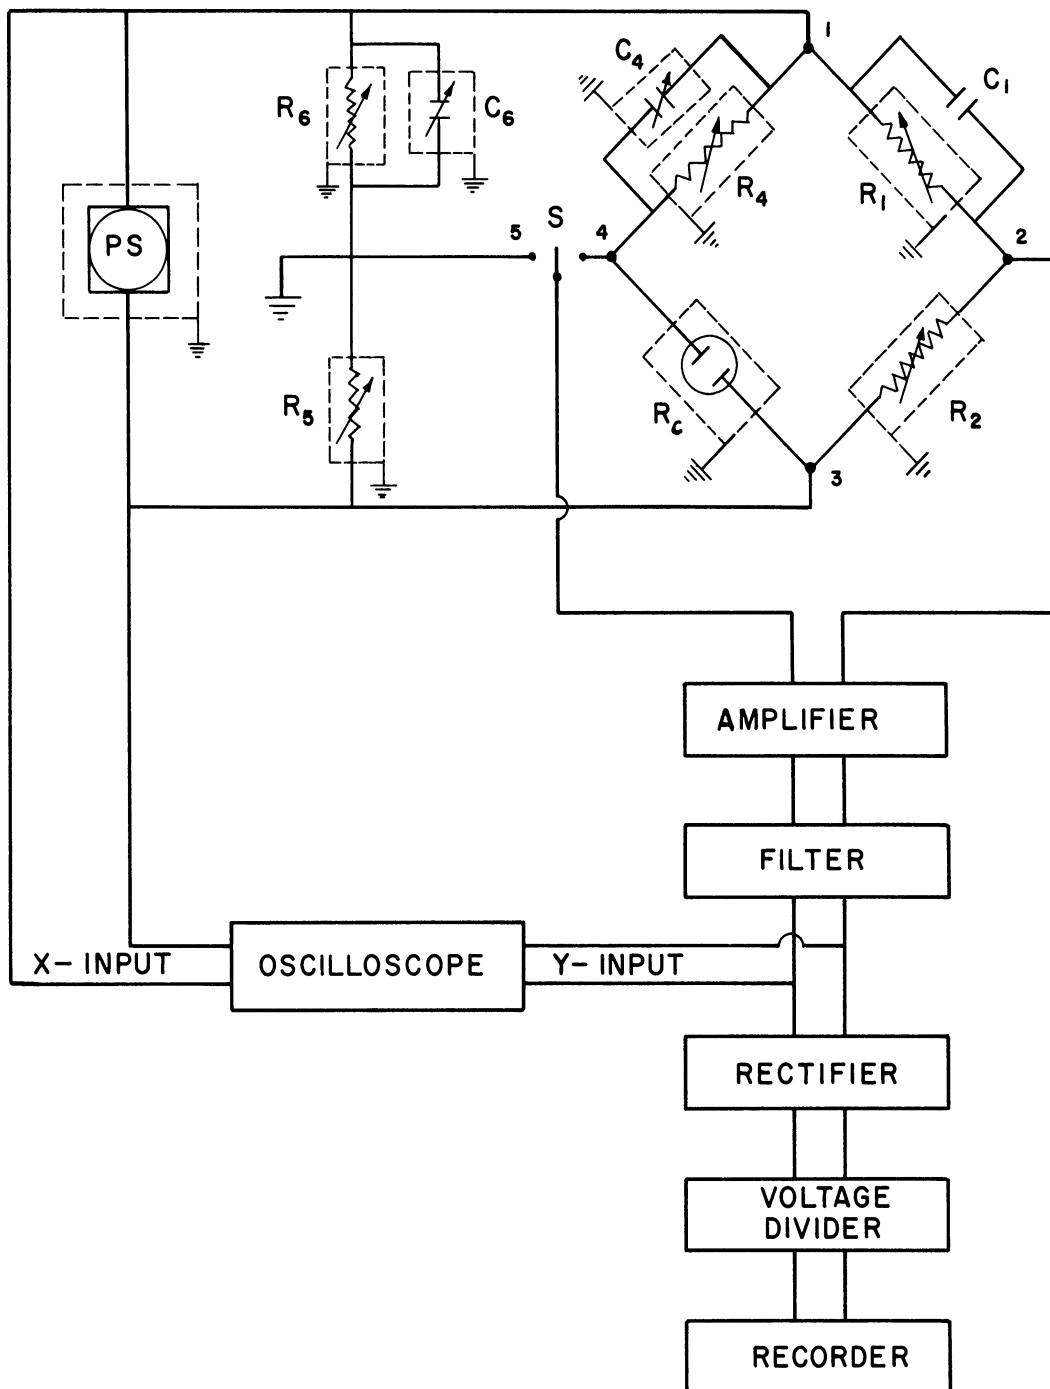 1
C4
C1
R6
C6
R4
R1
PS
S
5
4
2
R5
Rc
R2
3
AMPLIFIER
FILTER
X- INPUT
OSCILLOSCOPE
Y- INPUT
RECTIFIER
VOLTAGE
DIVIDER
RECORDER